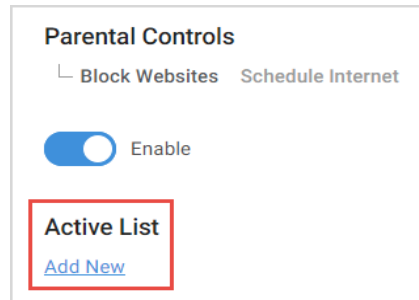 Parental Controls
Block Websites Schedule Internet
Enable
Active List
Add New